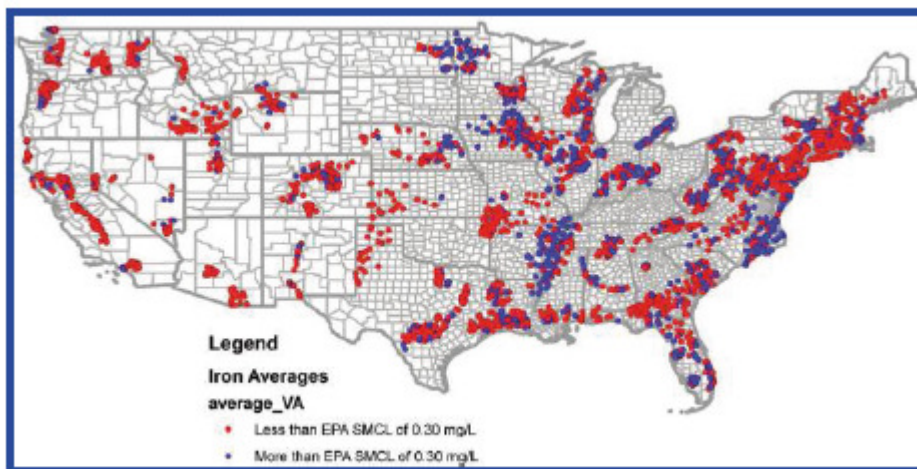 Legend
Iron Averages
average_VA
Less than EPA SMCL of 0.30 mg/L
More than EPA SMCL of 0.30 mg/L